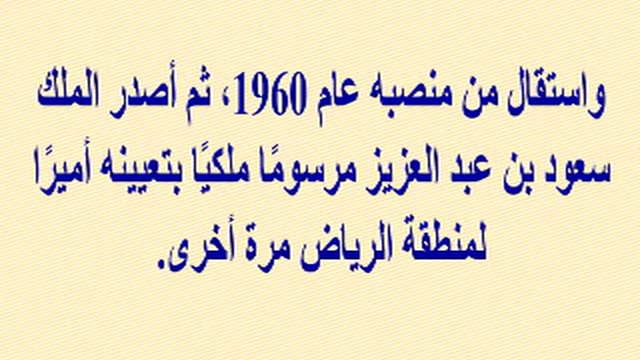 واستقال من منصبه عام 1960، ثم أصدر الملك
سعود بن عبد العزيز مرسومًا ملكيًا بتعيينه أميرًا
لمنطقة الرياض مرة أخرى.